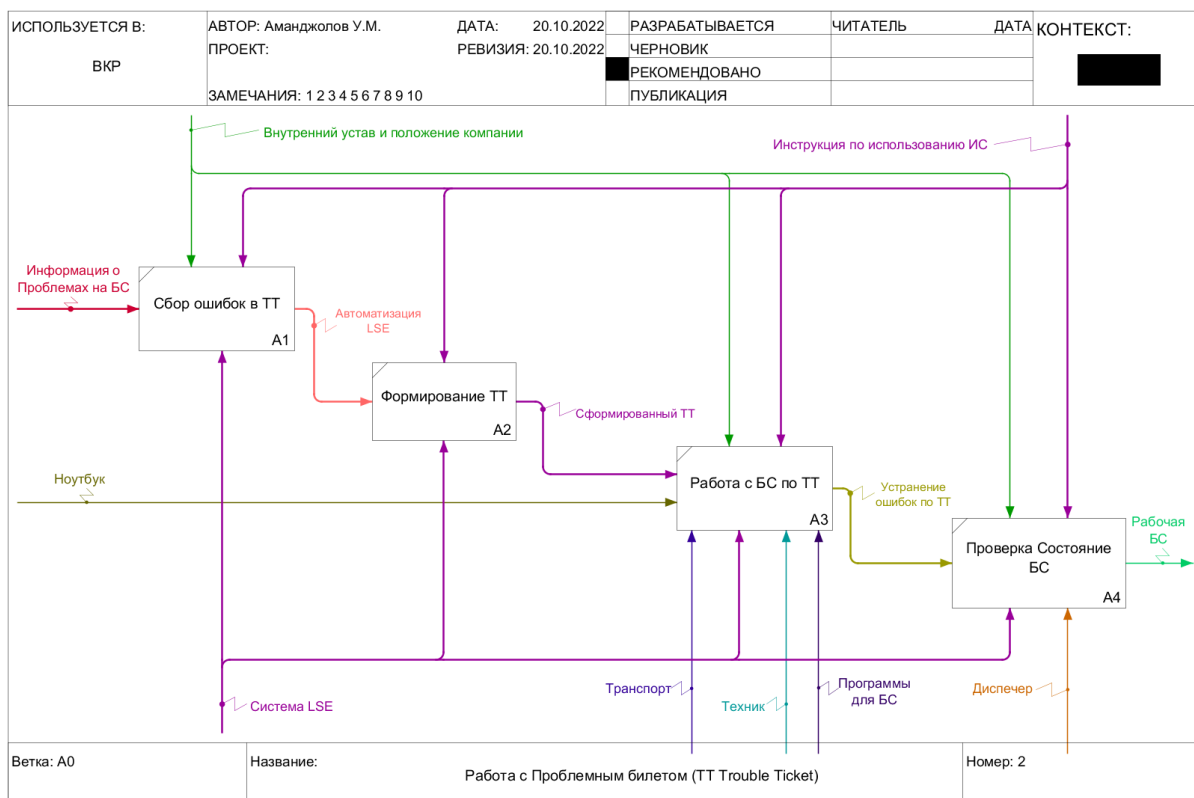 ИСПОЛЬЗУЕТСЯ В:
ВКР
АВТОР: Аманджолов У.М.
ДАТА: 20.10.2022
ПРОЕКТ:
РЕВИЗИЯ: 20.10.2022
ЗАМЕЧАНИЯ: 1 2 3 4 5 6 7 8 9 10
РАЗРАБАТЫВАЕТСЯ
ЧЕРНОВИК
РЕКОМЕНДОВАНО
ПУБЛИКАЦИЯ
ЧИТАТЕЛЬ
ДАТА
КОНТЕКСТ:
Внутренний устав и положение компании
Инструкция по использованию ИС
Информация о
Проблемах на БС
Сбор ошибок в ТТ
A1
Автоматизация
LSE
Формирование ТТ
A2
Сформированный ТТ
Ноутбук
Работа с БС по ТТ
A3
Устранение
ошибок по ТТ
Проверка Состояние
БС
A4
Рабочая
БС
Система LSE
Транспорт
Техник
Программы
для БС
Диспечер
Ветка: A0
Название:
Работа с Проблемным билетом (TT Trouble Ticket)
Номер: 2